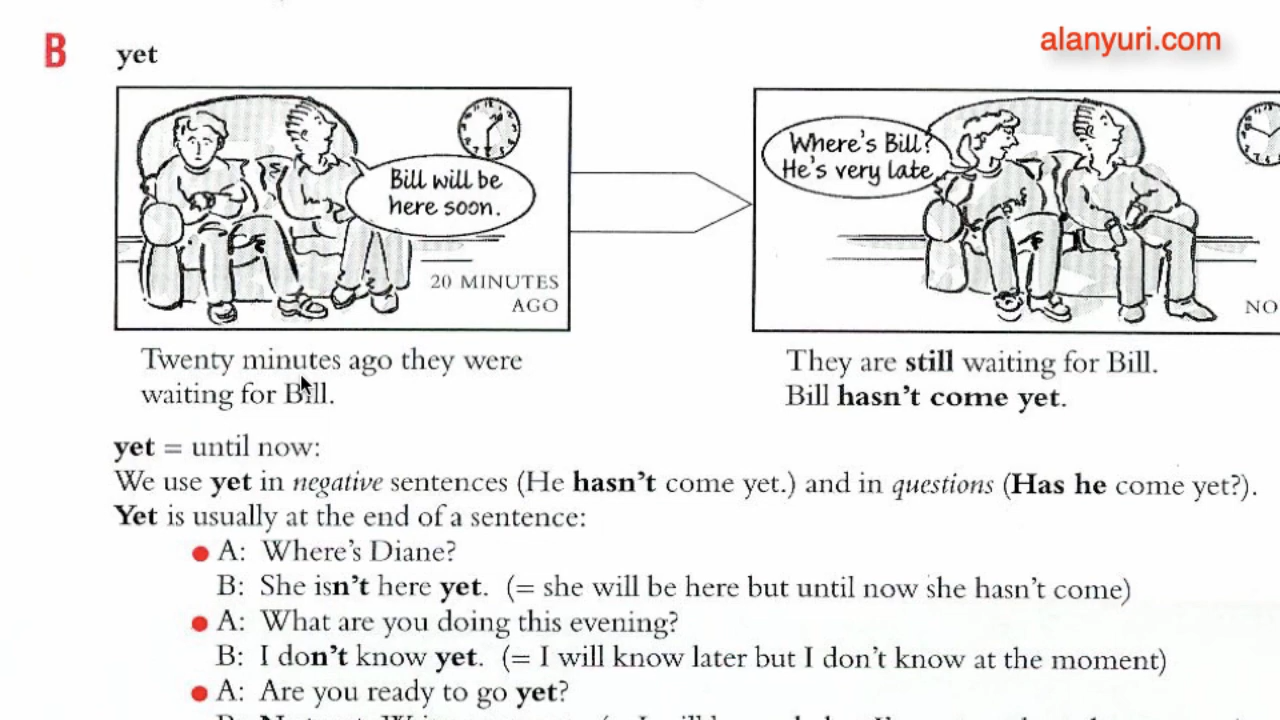 B yet
alanyuri.com
Bill will be
here soon.
20 MINUTES
AGO
Where's Bill?
He's very late
Twenty minutes ago they were
waiting for Bill.
They are still waiting for Bill.
Bill hasn't come yet.
yet = until now:
We use yet in negative sentences (He hasn't come yet.) and in questions (Has he come yet?).
Yet is usually at the end of a sentence:
A: Where's Diane?
B: She isn't here yet. (= she will be here but until now she hasn't come)
A: What are you doing this evening?
B: I don't know yet. (= I will know later but I don't know at the moment)
A: Are you ready to go yet?